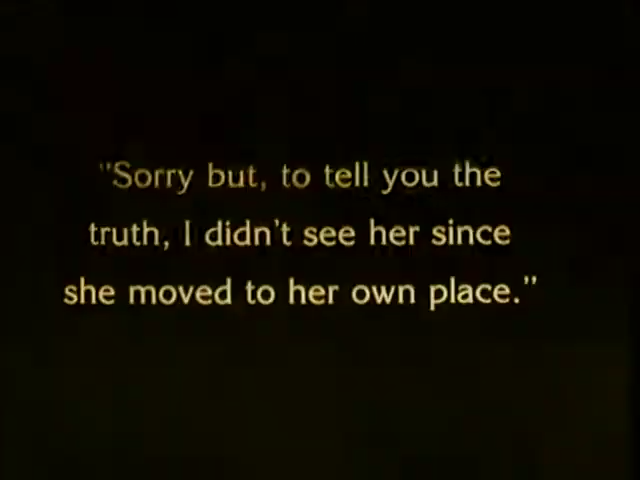 "Sorry but, to tell you the
truth, I didn't see her since
she moved to her own place."